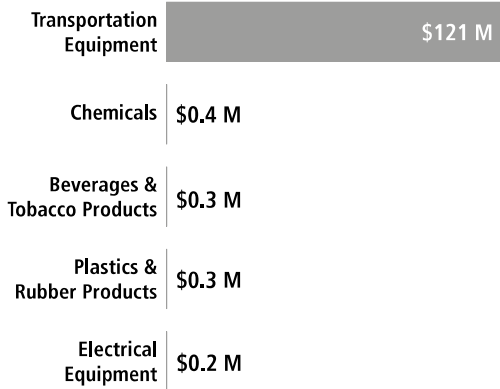 Transportation
Equipment
$121 M
Chemicals
$0.4 M
Beverages &
Tobacco Products
$0.3 M
Plastics &
Rubber Products
$0.3 M
Electrical
Equipment
$0.2 M